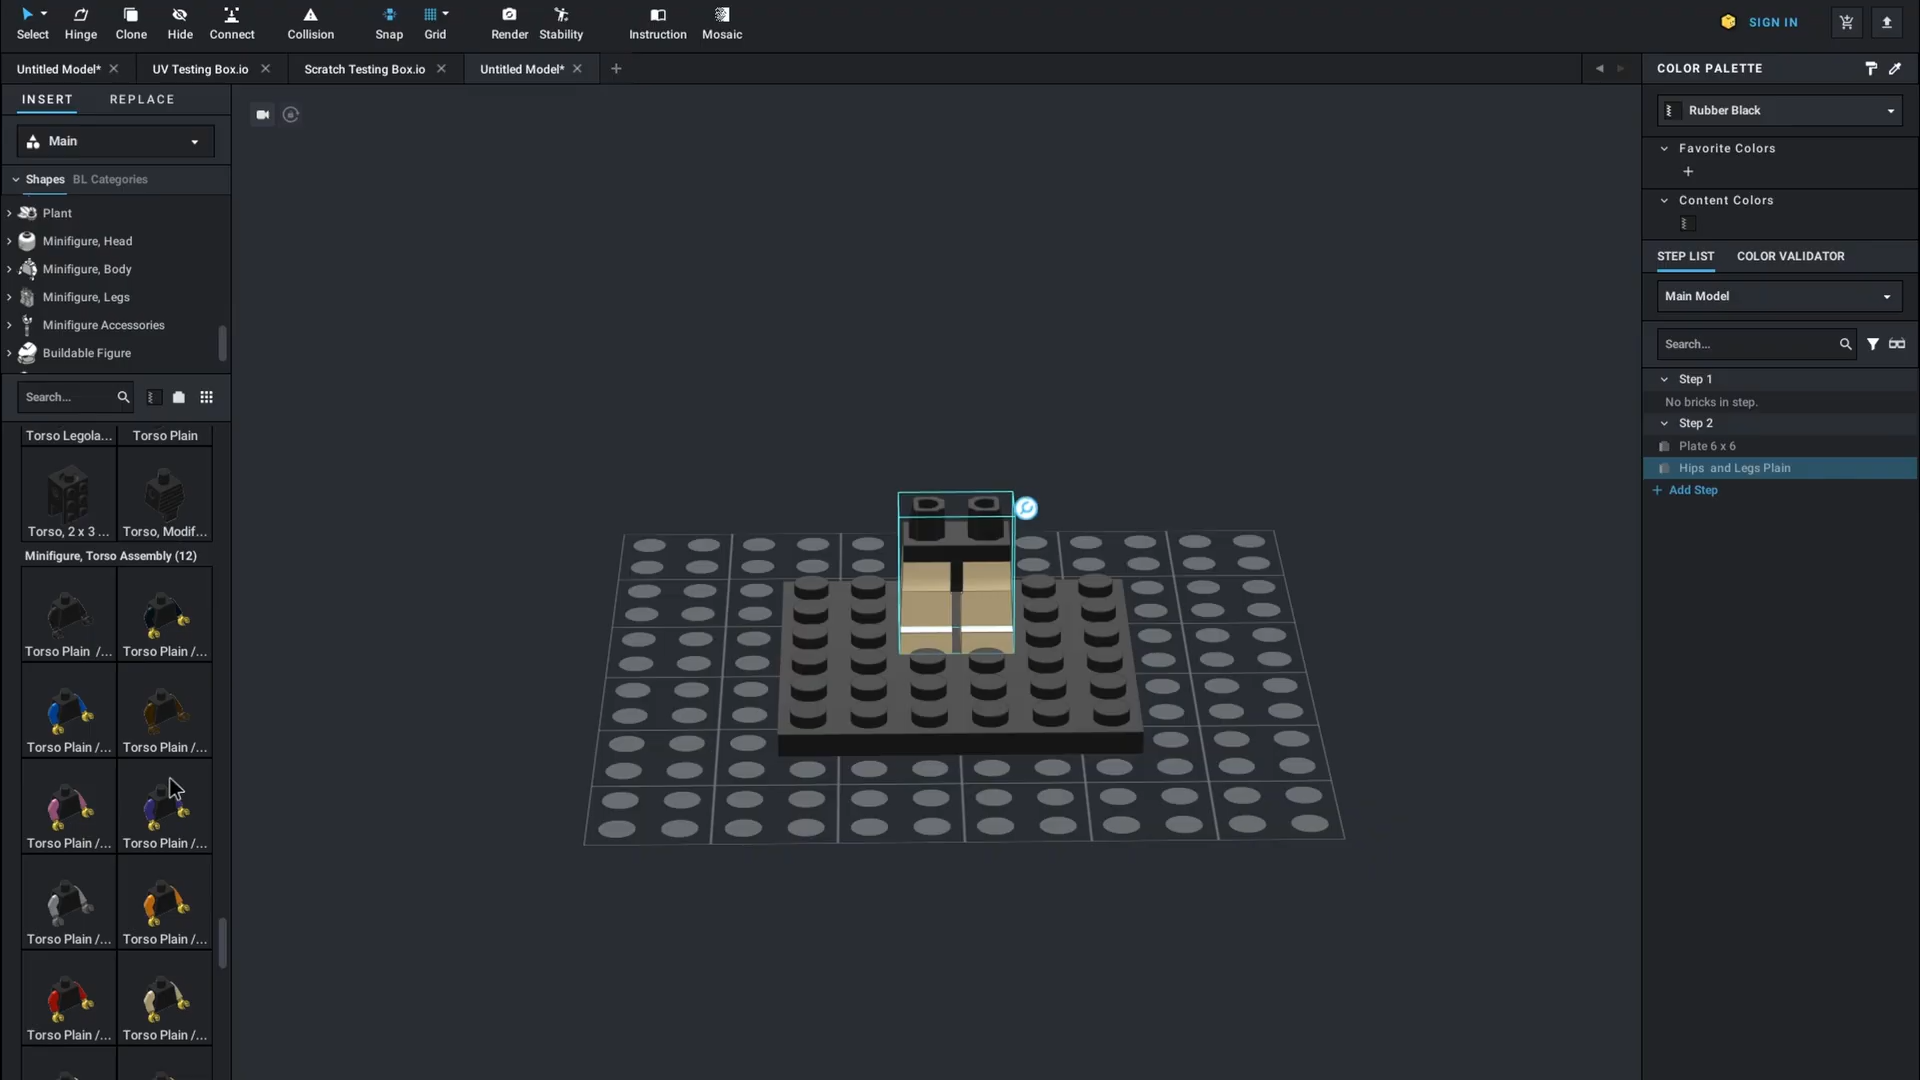 Select
Hinge
Clone
Hide
Connect
Collision
Snap
Grid
Render
Stability
Instruction
Mosaic
SIGN IN
Untitled Model*
UV Testing Box.io
Scratch Testing Box.io
Untitled Model*
COLOR PALETTE
INSERT
REPLACE
Main
Shapes
BL Categories
Plant
Minifigure, Head
Minifigure, Body
Minifigure, Legs
Minifigure Accessories
Buildable Figure
Search...
Torso Legola...
Torso Plain
Torso, 2 x 3 ...
Torso, Modif...
Minifigure, Torso Assembly (12)
Torso Plain /...
Torso Plain /...
Torso Plain /...
Torso Plain /...
Torso Plain /...
Torso Plain /...
Torso Plain /...
Torso Plain /...
Torso Plain /...
Torso Plain /...
Rubber Black
Favorite Colors
Content Colors
STEP LIST
COLOR VALIDATOR
Main Model
Search...
Step 1
No bricks in step.
Step 2
Plate 6 x 6
Hips and Legs Plain
+ Add Step